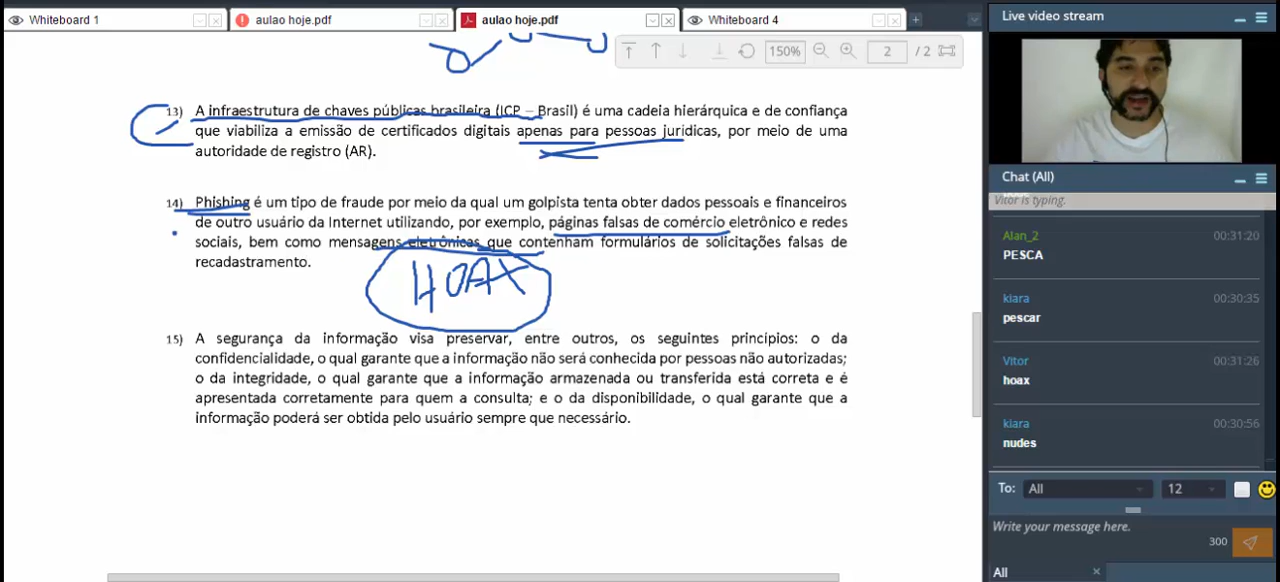 Whiteboard 1
aulao hoje.pdf
aulao hoje.pdf
Whiteboard 4
150%
2
/ 2
13) A infraestrutura de chaves públicas brasileira (ICP – Brasil) é uma cadeia hierárquica e de confiança
que viabiliza a emissão de certificados digitais apenas para pessoas jurídicas, por meio de uma
autoridade de registro (AR).
14) Phishing é um tipo de fraude por meio da qual um golpista tenta obter dados pessoais e financeiros
de outro usuário da Internet utilizando, por exemplo, páginas falsas de comércio eletrônico e redes
sociais, bem como mensagens eletrônicas que contenham formulários de solicitações falsas de
recadastramento.
HOAX
15) A segurança da informação visa preservar, entre outros, os seguintes princípios: o da
confidencialidade, o qual garante que a informação não será conhecida por pessoas não autorizadas;
o da integridade, o qual garante que a informação armazenada ou transferida está correta e é
apresentada corretamente para quem a consulta; e o da disponibilidade, o qual garante que a
informação poderá ser obtida pelo usuário sempre que necessário.
Live video stream
Chat (All)
Vitor is typing.
Alan_2 00:31:20
PESCA
kiara 00:30:35
pescar
Vitor 00:31:26
hoax
kiara 00:30:56
nudes
To: All 12
Write your message here.
300
All